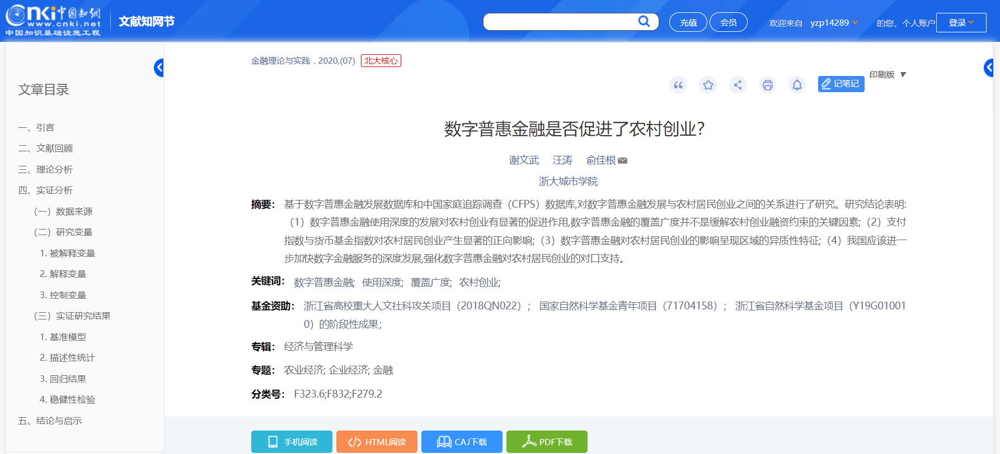 cnki中国知网
www.cnki.net
中国知识基础设施工程
文献知网节
充值
会员
欢迎来自 yzp14289 的您，个人账户
登录
文章目录
一、引言
二、文献回顾
三、理论分析
四、实证分析
（一）数据来源
（二）研究变量
1. 被解释变量
2. 解释变量
3. 控制变量
（三）实证研究结果
1. 基准模型
2. 描述性统计
3. 回归结果
4. 稳健性检验
五、结论与启示
金融理论与实践 . 2020,(07) 北大核心
记笔记
印刷版
数字普惠金融是否促进了农村创业?
谢文武 汪涛 俞佳根
浙大城市学院
摘要： 基于数字普惠金融发展数据库和中国家庭追踪调查（CFPS）数据库,对数字普惠金融发展与农村居民创业之间的关系进行了研究。研究结论表明:
（1）数字普惠金融使用深度的发展对农村创业有显著的促进作用,数字普惠金融的覆盖广度并不是缓解农村创业融资约束的关键因素;（2）支付
指数与货币基金指数对农村居民创业产生显著的正向影响;（3）数字普惠金融对农村居民创业的影响呈现区域的异质性特征;（4）我国应该进一
步加快数字金融服务的深度发展,强化数字普惠金融对农村居民创业的对口支持。
关键词： 数字普惠金融; 使用深度; 覆盖广度; 农村创业;
基金资助： 浙江省高校重大人文社科攻关项目（2018QN022）； 国家自然科学基金青年项目（71704158）； 浙江省自然科学基金项目（Y19G01001
0）的阶段性成果；
专辑： 经济与管理科学
专题： 农业经济; 企业经济; 金融
分类号： F323.6;F832;F279.2
手机阅读
HTML阅读
CAJ下载
PDF下载